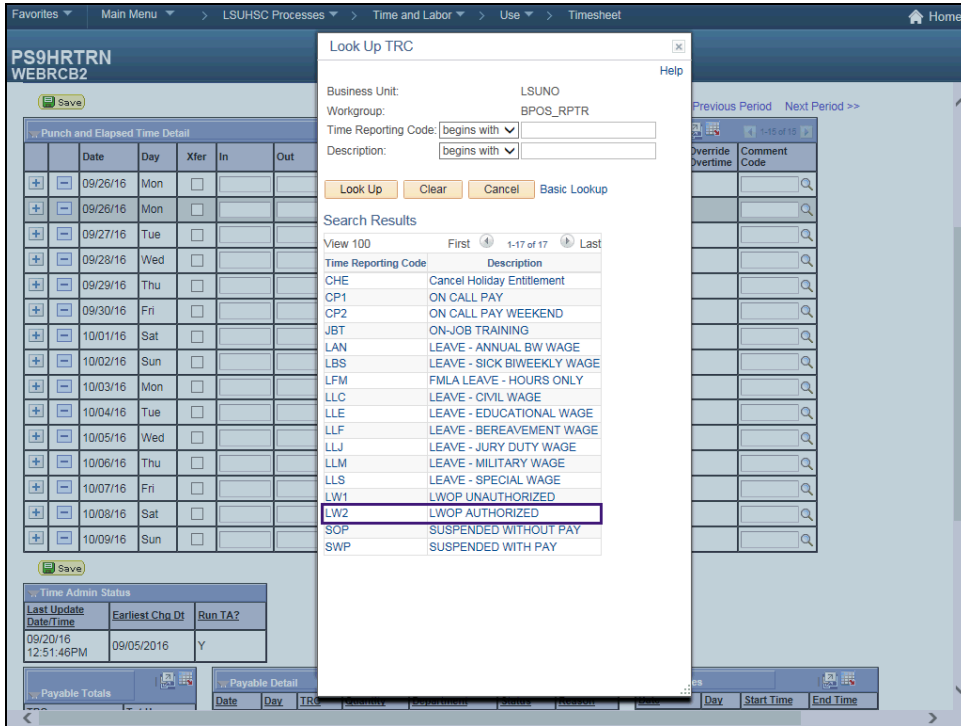 Favorites Main Menu > LSUHSC Processes > Time and Labor > Use > Timesheet Home
PS9HRTRN
WEBRCB2
Save
Previous Period Next Period >>
Punch and Elapsed Time Detail
1-15 of 15
Date Day Xfer In Out Override Overtime Comment Code
09/26/16 Mon
09/26/16 Mon
09/27/16 Tue
09/28/16 Wed
09/29/16 Thu
09/30/16 Fri
10/01/16 Sat
10/02/16 Sun
10/03/16 Mon
10/04/16 Tue
10/05/16 Wed
10/06/16 Thu
10/07/16 Fri
10/08/16 Sat
10/09/16 Sun
Save
Time Admin Status
Last Update Date/Time Earliest Chg Dt Run TA?
09/20/16 12:51:46PM 09/05/2016 Y
Payable Totals
Payable Detail
Date Day
Day Start Time End Time
Look Up TRC
Help
Business Unit: LSUNO
Workgroup: BPOS_RPTR
Time Reporting Code: begins with
Description: begins with
Look Up Clear Cancel Basic Lookup
Search Results
View 100 First 1-17 of 17 Last
Time Reporting Code Description
CHE Cancel Holiday Entitlement
CP1 ON CALL PAY
CP2 ON CALL PAY WEEKEND
JBT ON-JOB TRAINING
LAN LEAVE - ANNUAL BW WAGE
LBS LEAVE - SICK BIWEEKLY WAGE
LFM FMLA LEAVE - HOURS ONLY
LLC LEAVE - CIVIL WAGE
LLE LEAVE - EDUCATIONAL WAGE
LLF LEAVE - BEREAVEMENT WAGE
LLJ LEAVE - JURY DUTY WAGE
LLM LEAVE - MILITARY WAGE
LLS LEAVE - SPECIAL WAGE
LW1 LWOP UNAUTHORIZED
LW2 LWOP AUTHORIZED
SOP SUSPENDED WITHOUT PAY
SWP SUSPENDED WITH PAY